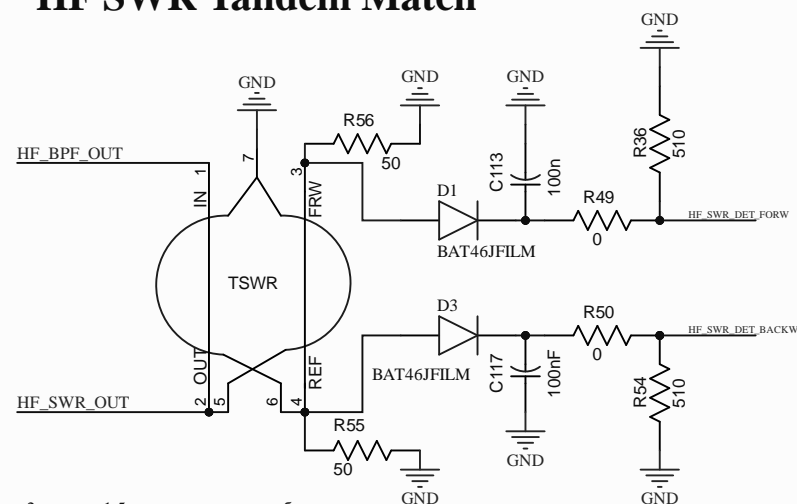 HF SWR Tandem Match
GND
GND
GND
GND
R56
50
HF_BPF_OUT
1
7
3
IN
FRW
C113
100n
R36
510
D1
R49
0
HF_SWR_DET_FORW
BAT46JFILM
TSWR
D3
R50
0
HF_SWR_DET_BACKW
BAT46JFILM
OUT
REF
C117
100nF
R54
510
HF_SWR_OUT
2
5
6
4
R55
50
GND
GND
GND